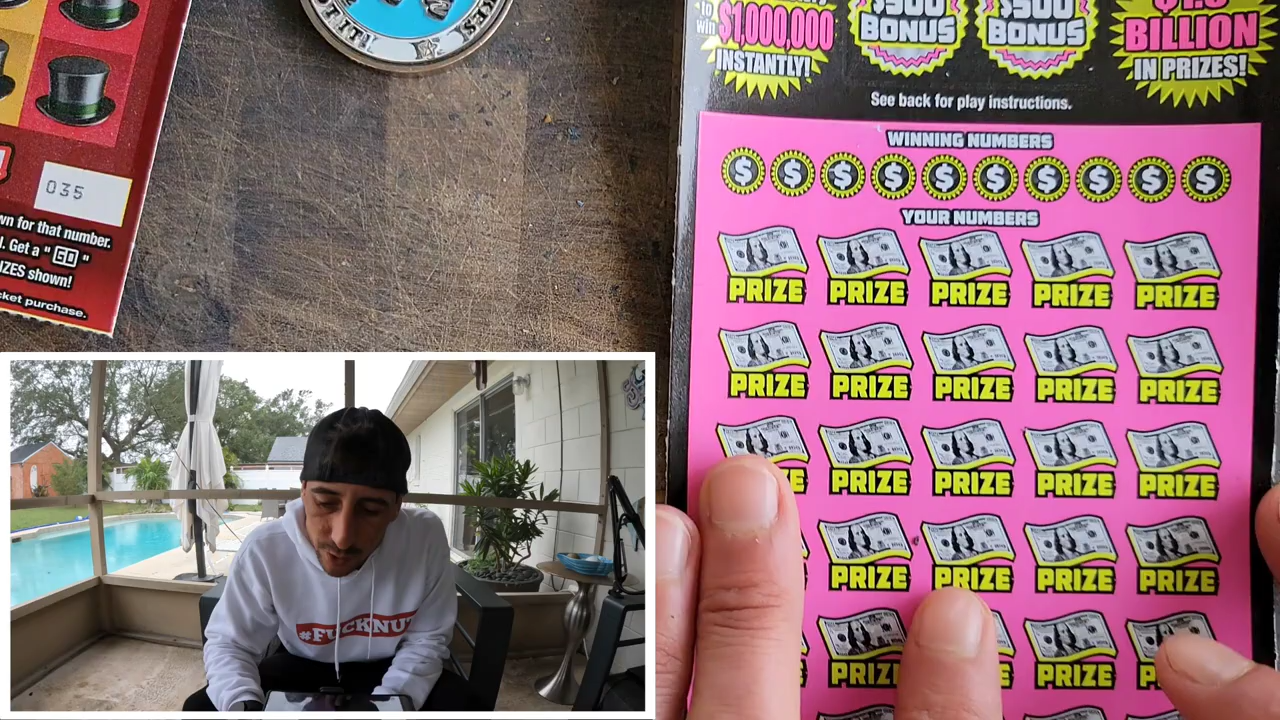 to
win $1,000,000
INSTANTLY!
$500
BONUS
$500
BONUS
BILLION
IN PRIZES!
See back for play instructions.
WINNING NUMBERS
$ $ $ $ $ $ $ $ $ $
YOUR NUMBERS
PRIZE PRIZE PRIZE PRIZE PRIZE
PRIZE PRIZE PRIZE PRIZE PRIZE
PRIZE PRIZE PRIZE PRIZE
PRIZE PRIZE PRIZE PRIZE
PRIZE PRIZE
035
wn for that number.
. Get a "
"
IZES shown!
cket purchase.
#FUCKNUT